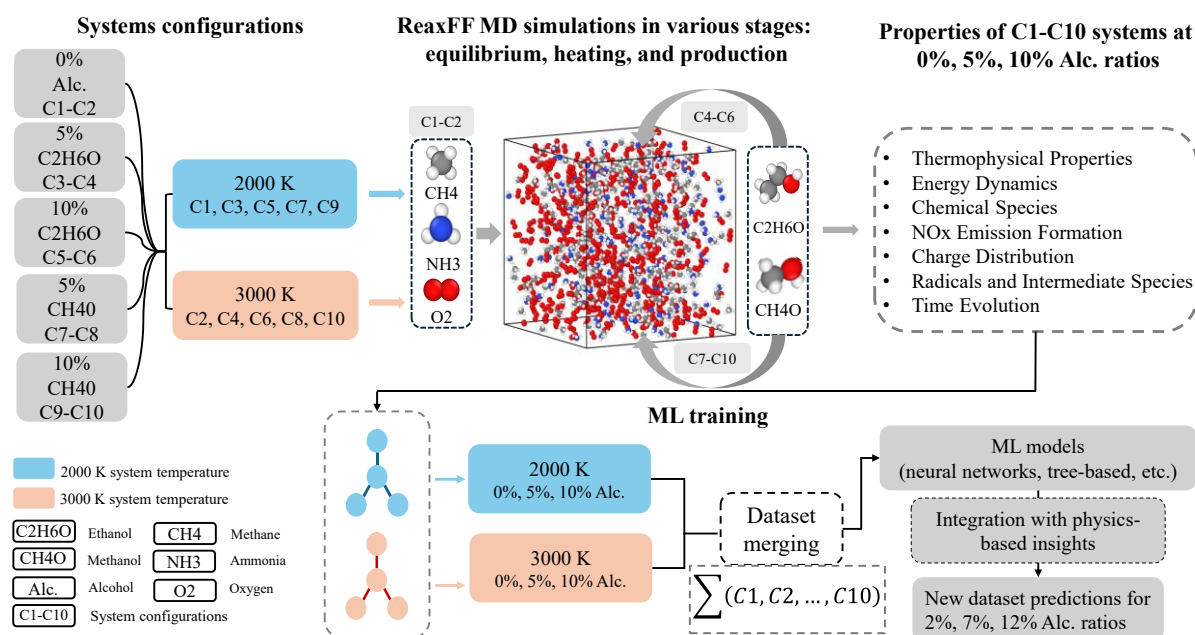 Systems configurations
0%
Alc.
C1-C2
5%
C2H6O
C3-C4
10%
C2H6O
C5-C6
5%
CH40
C7-C8
10%
CH40
C9-C10
2000 K
C1, C3, C5, C7, C9
3000 K
C2, C4, C6, C8, C10
ReaxFF MD simulations in various stages:
equilibrium, heating, and production
C1-C2
CH4
NH3
O2
C4-C6
C7-C10
C2H6O
CH4O
Properties of C1-C10 systems at
0%, 5%, 10% Alc. ratios
• Thermophysical Properties
• Energy Dynamics
• Chemical Species
• NOx Emission Formation
• Charge Distribution
• Radicals and Intermediate Species
• Time Evolution
ML training
2000 K
0%, 5%, 10% Alc.
3000 K
0%, 5%, 10% Alc.
Dataset
merging
∑(C1, C2, … , C10)
ML models
(neural networks, tree-based, etc.)
Integration with physics-
based insights
New dataset predictions for
2%, 7%, 12% Alc. ratios
2000 K system temperature
3000 K system temperature
C2H6O Ethanol CH4 Methane
CH4O Methanol NH3 Ammonia
Alc. Alcohol O2 Oxygen
C1-C10 System configurations